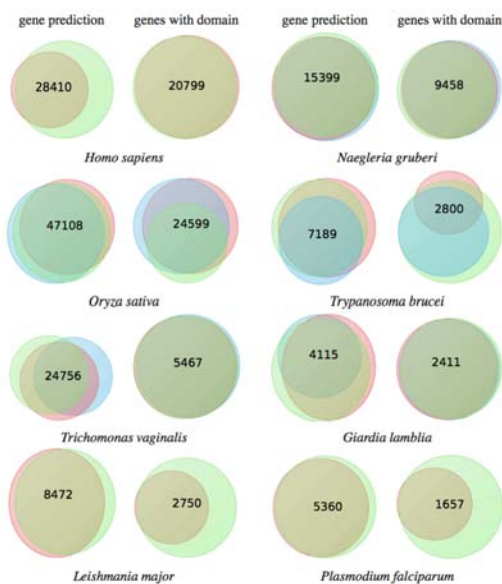 gene prediction genes with domain gene prediction genes with domain
28410 20799 15399 9458
Homo sapiens Naegleria gruberi
47108 24599 7189 2800
Oryza sativa Trypanosoma brucei
24756 5467 4115 2411
Trichomonas vaginalis Giardia lamblia
8472 2750 5360 1657
Leishmania major Plasmodium falciparum